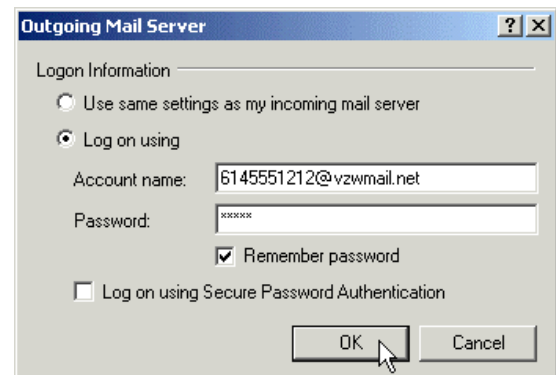 Outgoing Mail Server
Logon Information
Use same settings as my incoming mail server
Log on using
Account name: 6145551212@vzwmail.net
Password: xxxxx
Remember password
Log on using Secure Password Authentication
OK Cancel